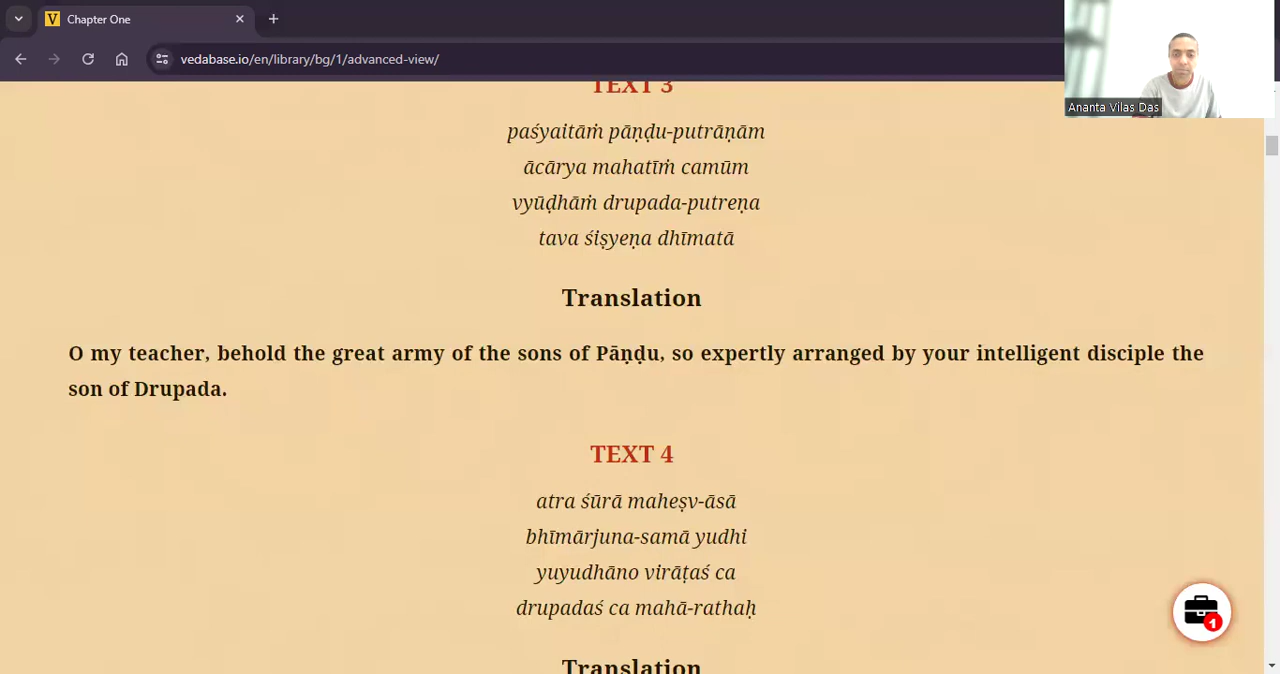 Chapter One
vedabase.io/en/library/bg/1/advanced-view/
Ananta Vilas Das
TEXT 3
paśyaitāṁ pāṇḍu-putrāṇām
ācārya mahatīṁ camūm
vyūḍhāṁ drupada-putreṇa
tava śiṣyeṇa dhīmatā
Translation
O my teacher, behold the great army of the sons of Pāṇḍu, so expertly arranged by your intelligent disciple the
son of Drupada.
TEXT 4
atra śūrā maheṣv-āsā
bhīmārjuna-samā yudhi
yuyudhāno virāṭaś ca
drupadaś ca mahā-rathaḥ
1
Translation